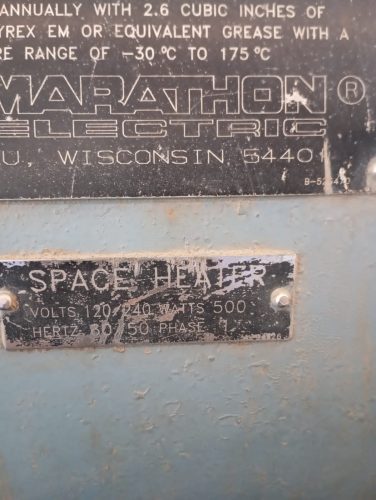 ANNUALLY WITH 2.6 CUBIC INCHES OF
YREX EM OR EQUIVALENT GREASE WITH A
RE RANGE OF -30°C TO 175°C
MARATHON®
ELECTRIC
U, WISCONSIN 54401
SPACE HEATER
VOLTS 120/240 WATTS 500
HERTZ 60/50 PHASE 1